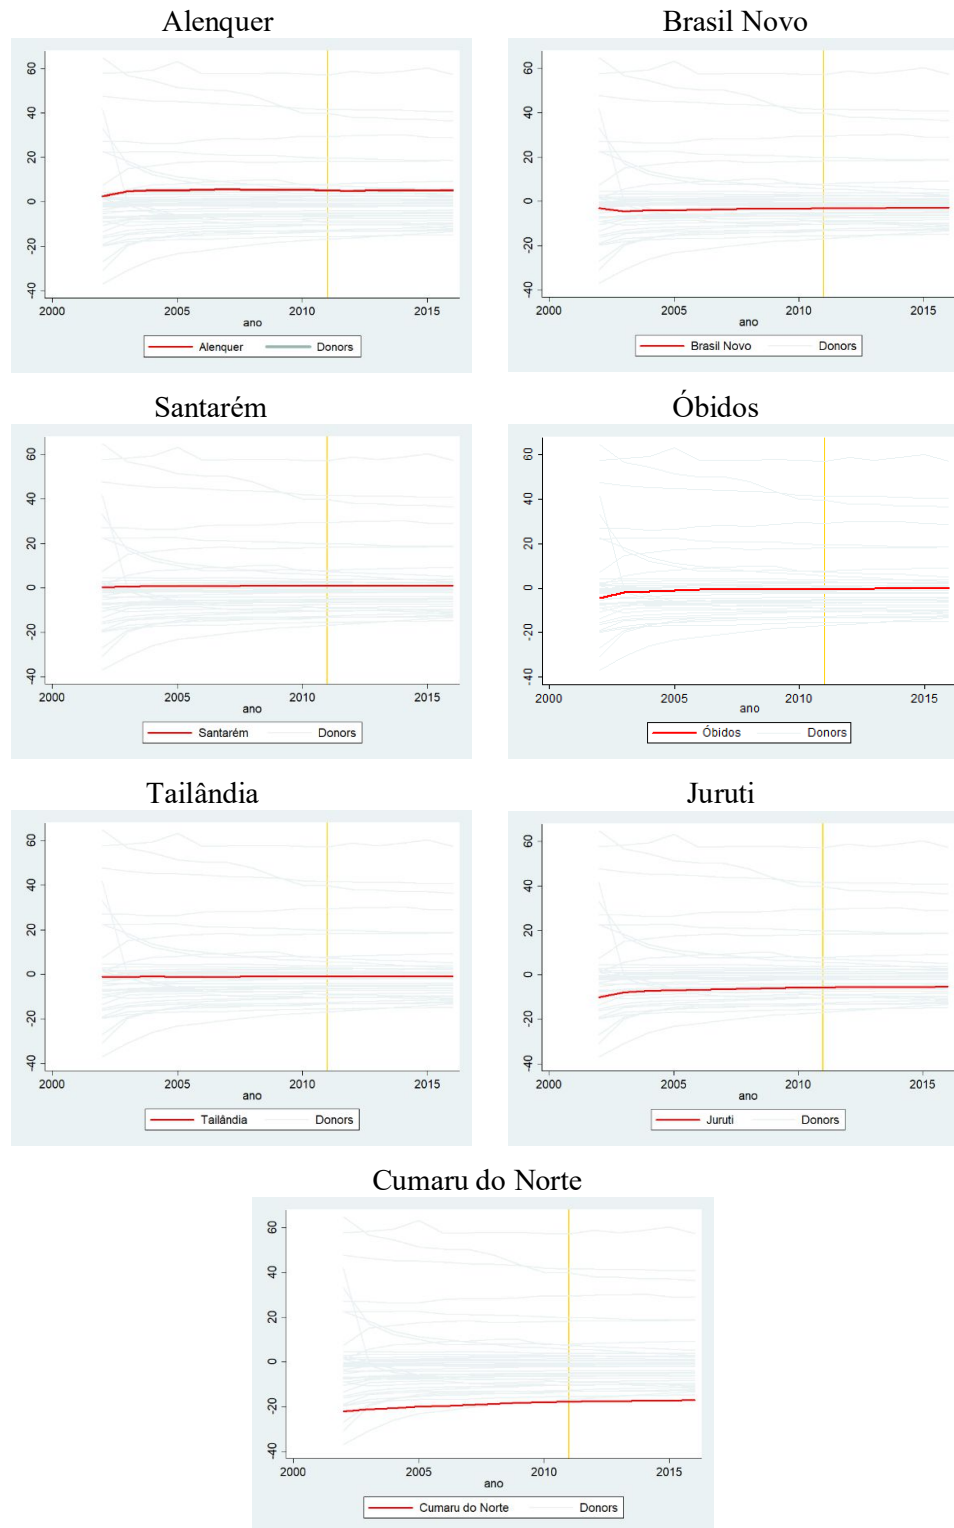 Alenquer
60
40
20
0
-20
-40
2000 2005 2010 2015
ano
Alenquer Donors
Brasil Novo
60
40
20
0
-20
-40
2000 2005 2010 2015
ano
Brasil Novo Donors
Santarém
60
40
20
0
-20
-40
2000 2005 2010 2015
ano
Santarém Donors
Óbidos
60
40
20
0
-20
-40
2000 2005 2010 2015
ano
Óbidos Donors
Tailândia
60
40
20
0
-20
-40
2000 2005 2010 2015
ano
Tailândia Donors
Juruti
60
40
20
0
-20
-40
2000 2005 2010 2015
ano
Juruti Donors
Cumaru do Norte
60
40
20
0
-20
-40
2000 2005 2010 2015
ano
Cumaru do Norte Donors